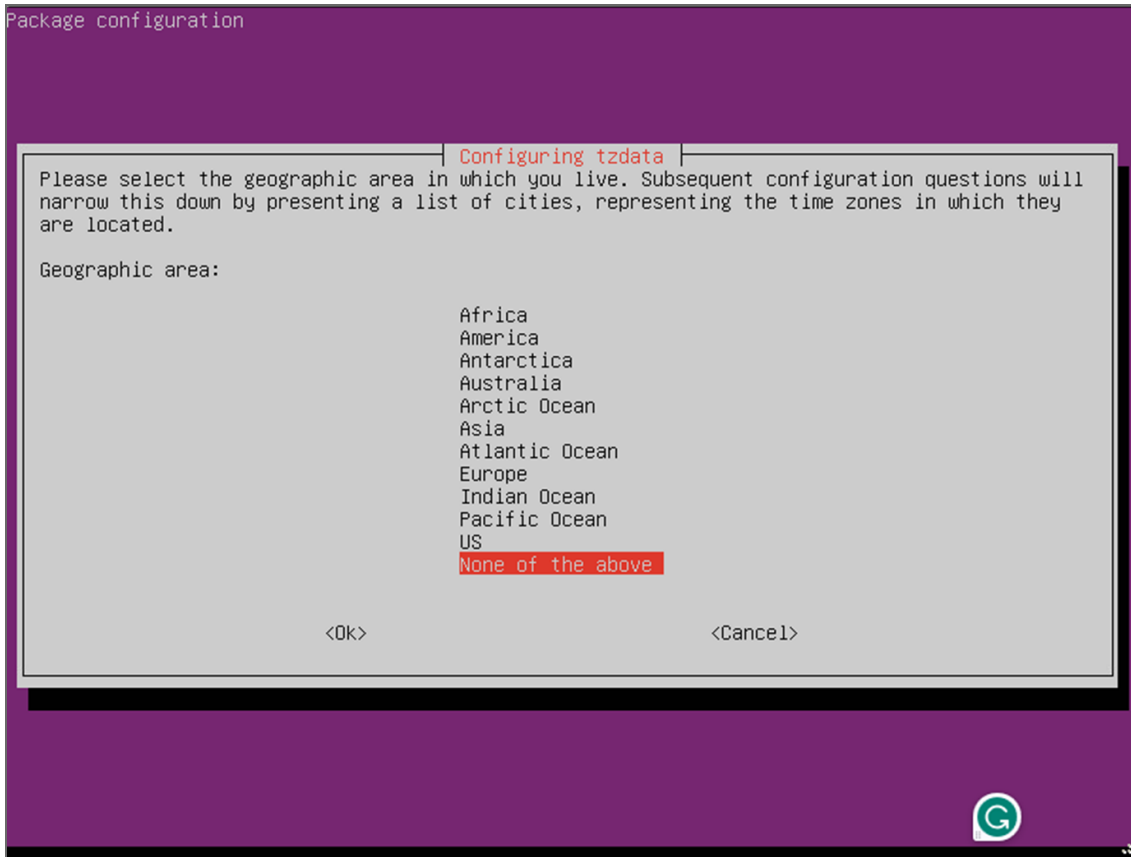 Package configuration
Configuring tzdata
Please select the geographic area in which you live. Subsequent configuration questions will
narrow this down by presenting a list of cities, representing the time zones in which they
are located.
Geographic area:
Africa
America
Antarctica
Australia
Arctic Ocean
Asia
Atlantic Ocean
Europe
Indian Ocean
Pacific Ocean
US
None of the above
<Ok> <Cancel>